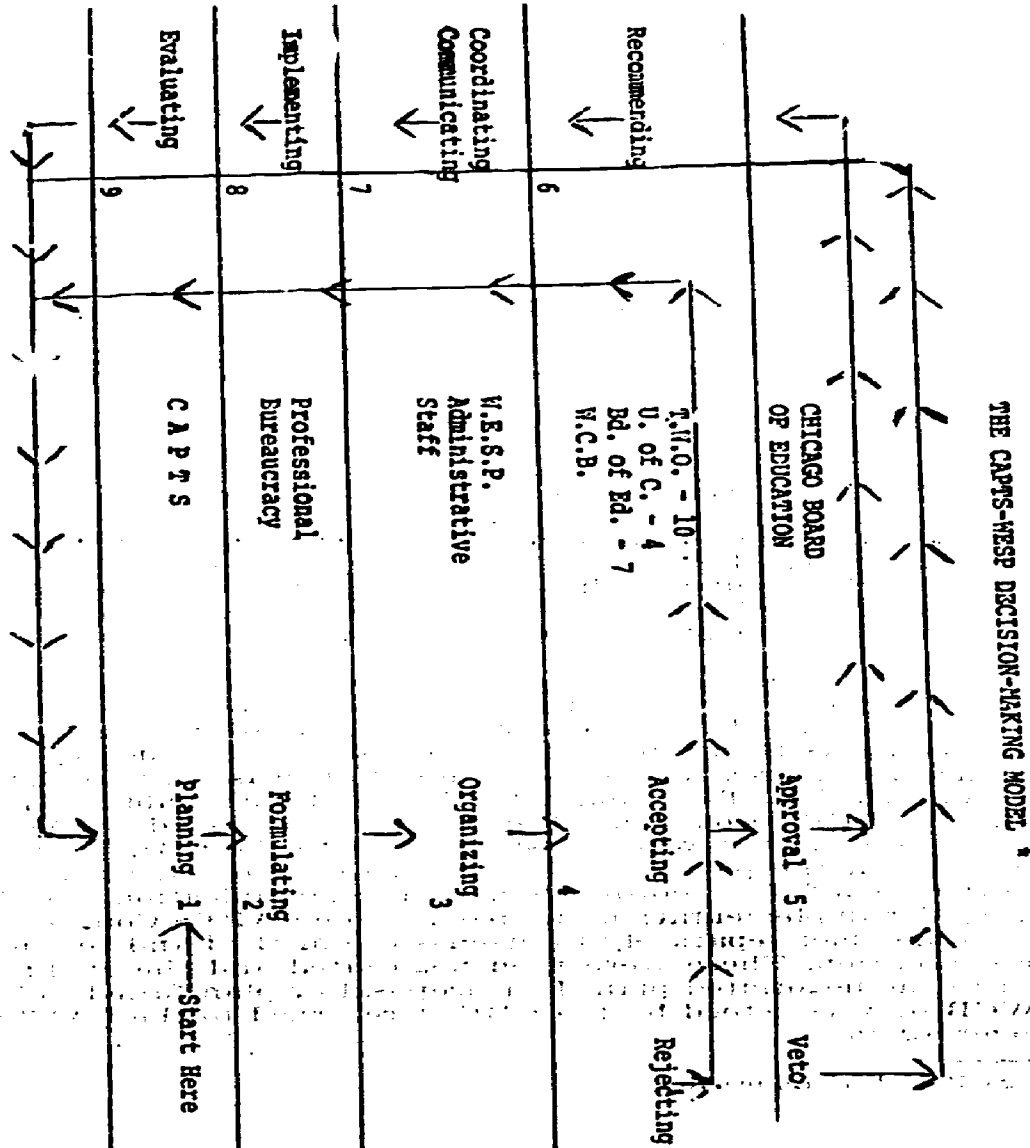 THE CAPTS-WESP DECISION-MAKING MODEL *
CHICAGO BOARD
OF EDUCATION
Approval 5
Veto
Recommending
T.W.O. - 10
U. of C. - 4
Bd. of Ed. - 7
W.C.B.
Accepting
Rejecting
6
4
Coordinating
Communicating
W.E.S.P.
Administrative
Staff
Organizing
3
7
Implementing
Professional
Bureaucracy
Formulating
2
8
Evaluating
C A P T S
Planning 1
Start Here
9